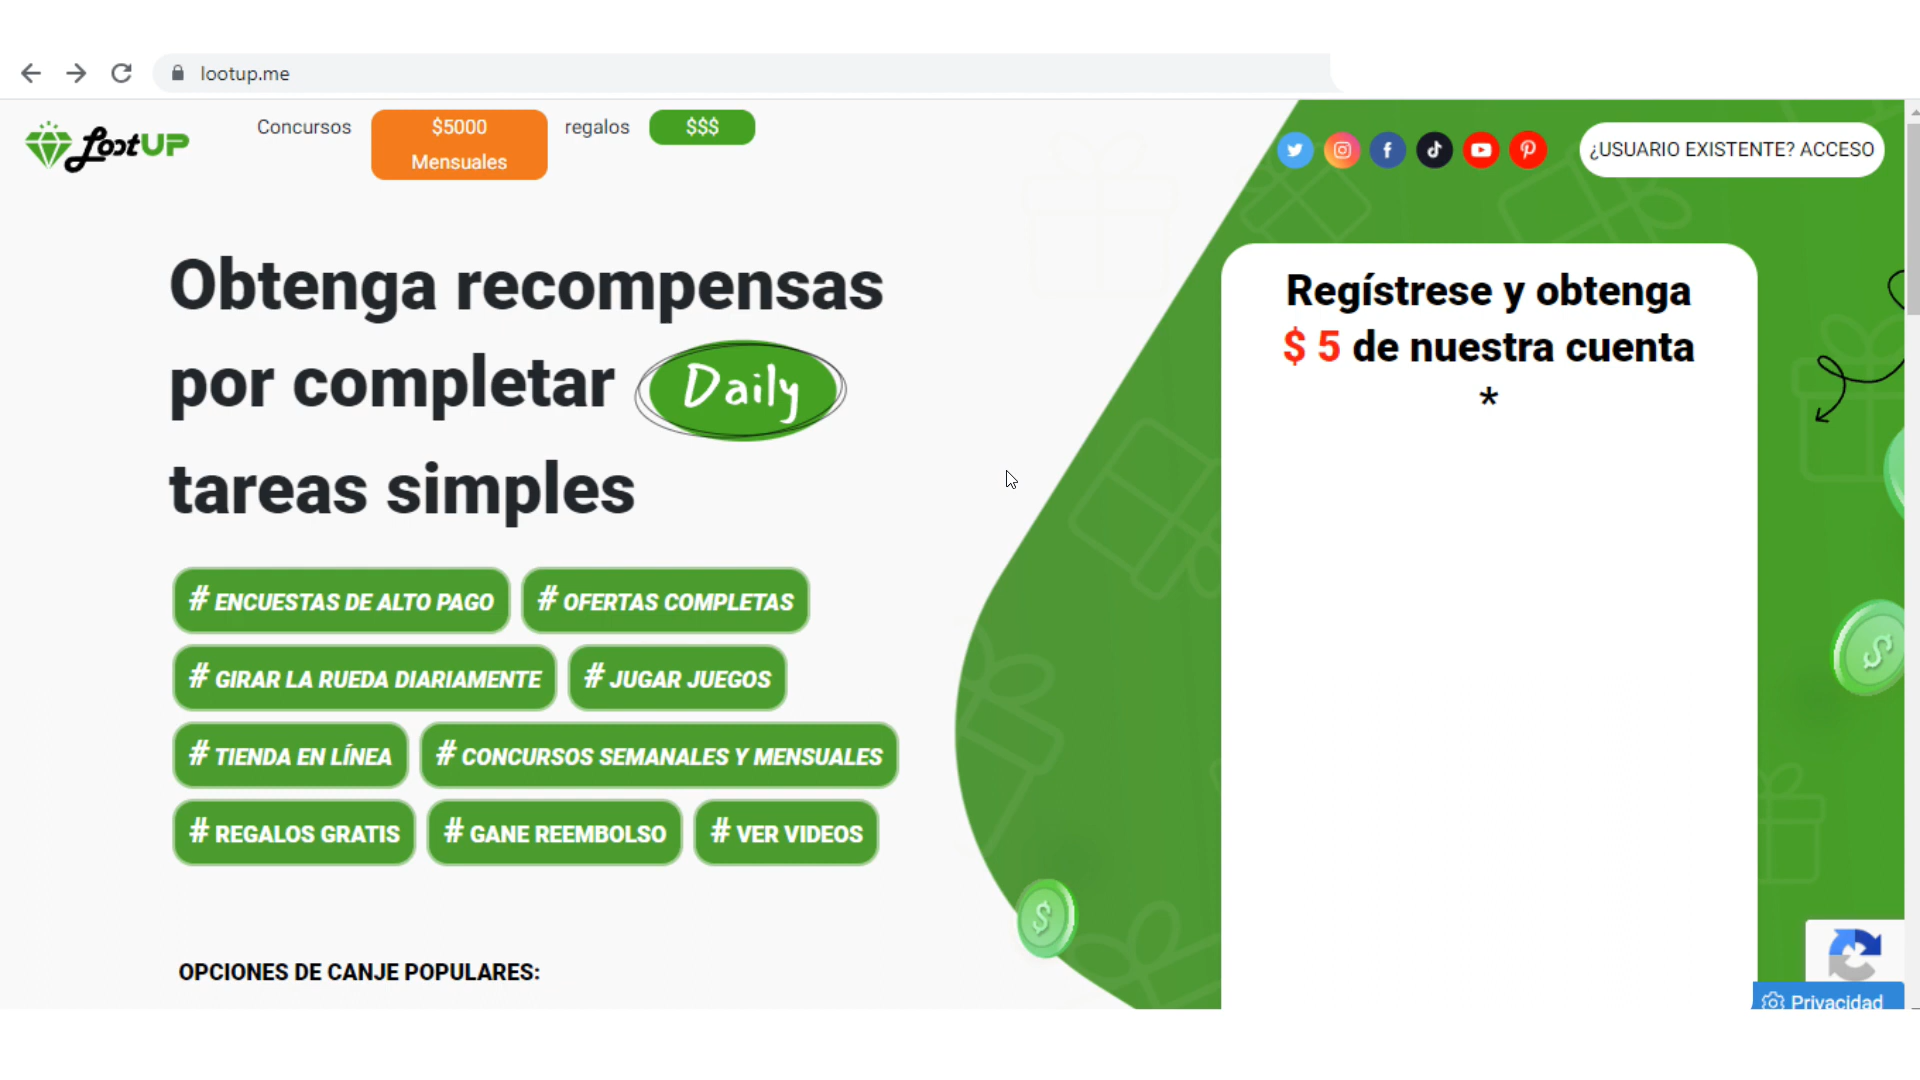 lootup.me
LootUP
Concursos
$5000
Mensuales
regalos
$$$
¿USUARIO EXISTENTE? ACCESO
Obtenga recompensas
por completar Daily
tareas simples
# ENCUESTAS DE ALTO PAGO
# OFERTAS COMPLETAS
# GIRAR LA RUEDA DIARIAMENTE
# JUGAR JUEGOS
# TIENDA EN LÍNEA
# CONCURSOS SEMANALES Y MENSUALES
# REGALOS GRATIS
# GANE REEMBOLSO
# VER VIDEOS
OPCIONES DE CANJE POPULARES:
Regístrese y obtenga
$ 5 de nuestra cuenta
*
$
$
Privacidad